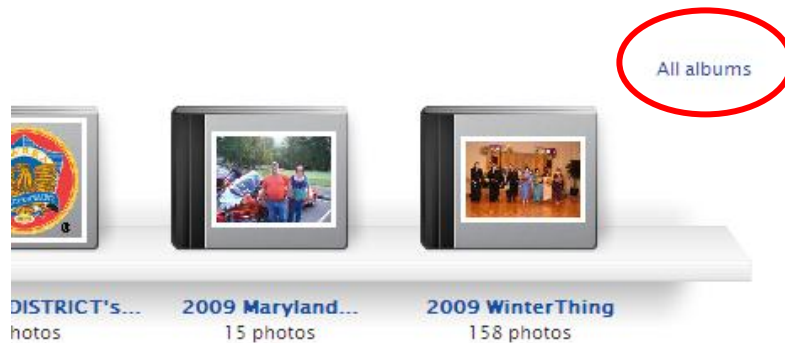 All albums
DISTRICT's... 2009 Maryland... 2009 WinterThing
hotos 15 photos 158 photos